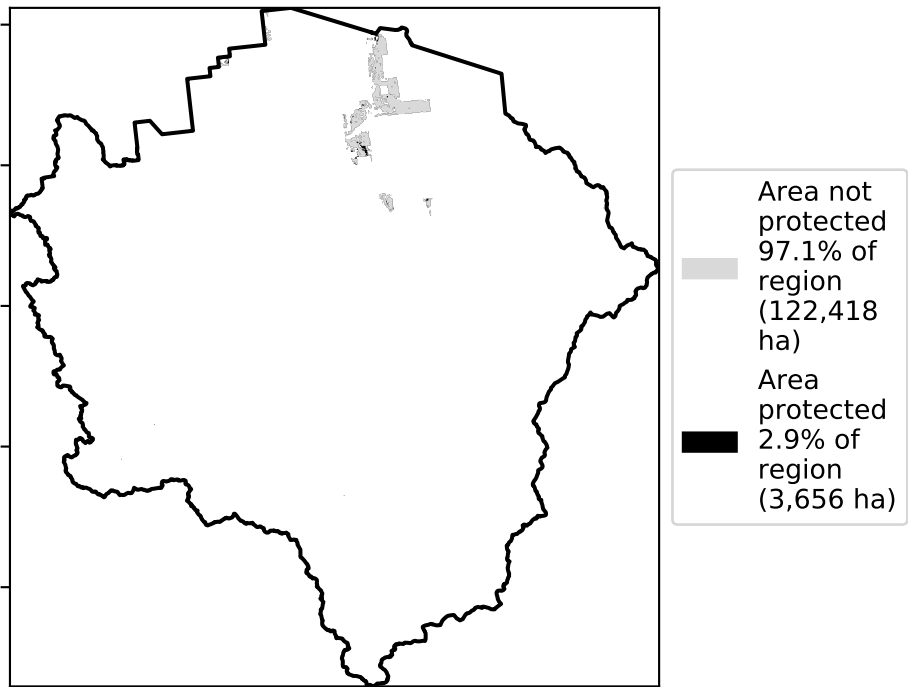 Area not
protected
97.1% of
region
(122,418
ha)
Area
protected
2.9% of
region
(3,656 ha)